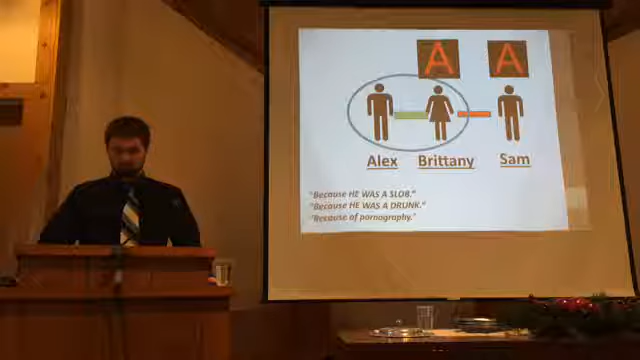 A A
Alex Brittany Sam
"Because HE WAS A SLOB."
"Because HE WAS A DRUNK."
"Because of pornography."